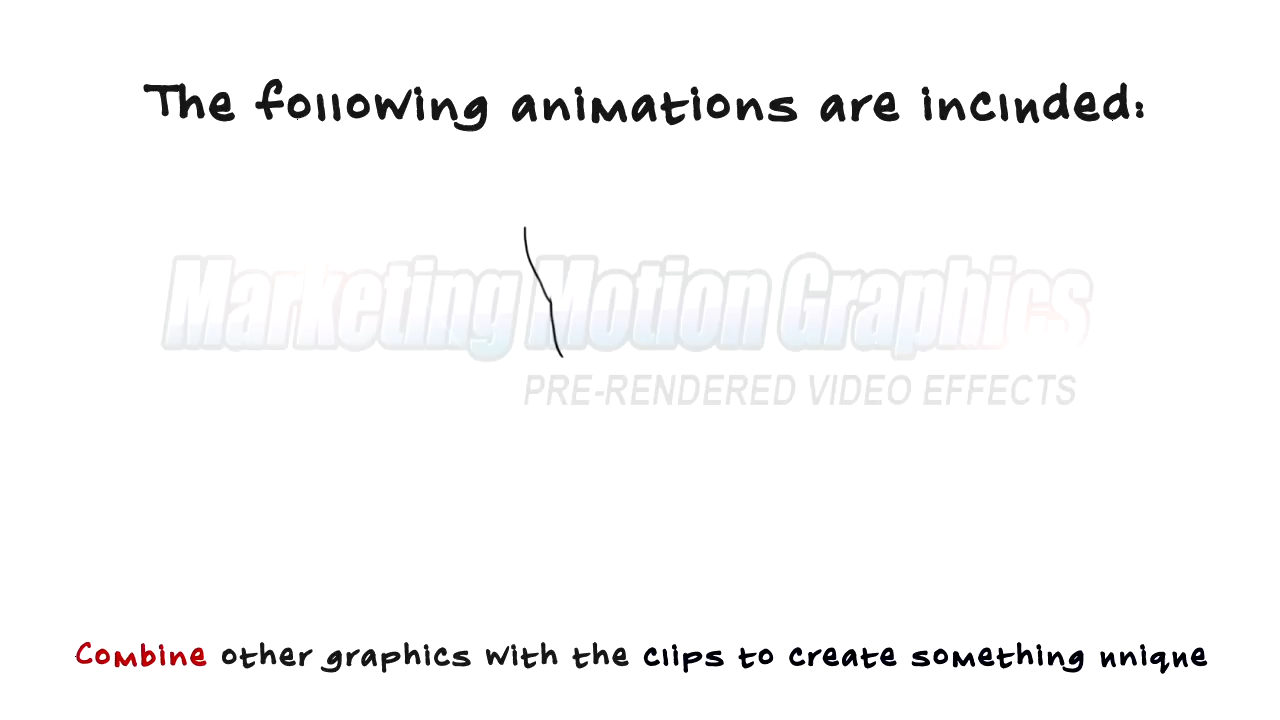 The following animations are included:
Marketing Motion Graphics
PRE-RENDERED VIDEO EFFECTS
Combine other graphics with the clips to create something unique